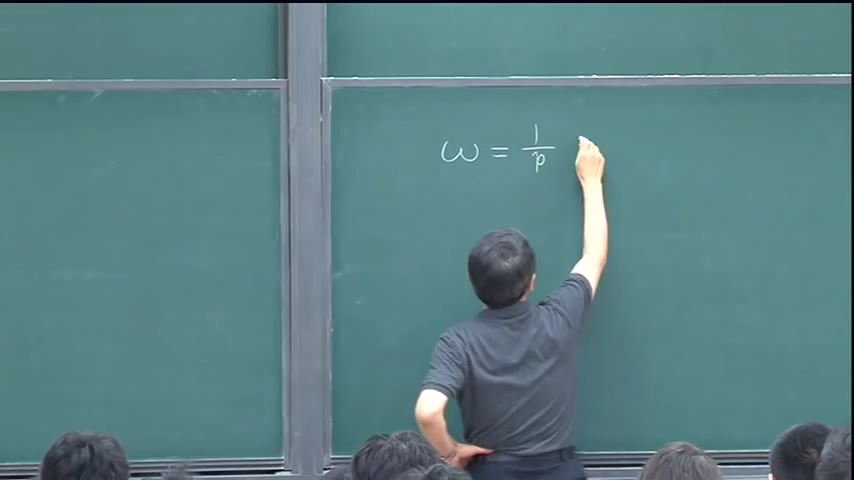 ω = 1/p